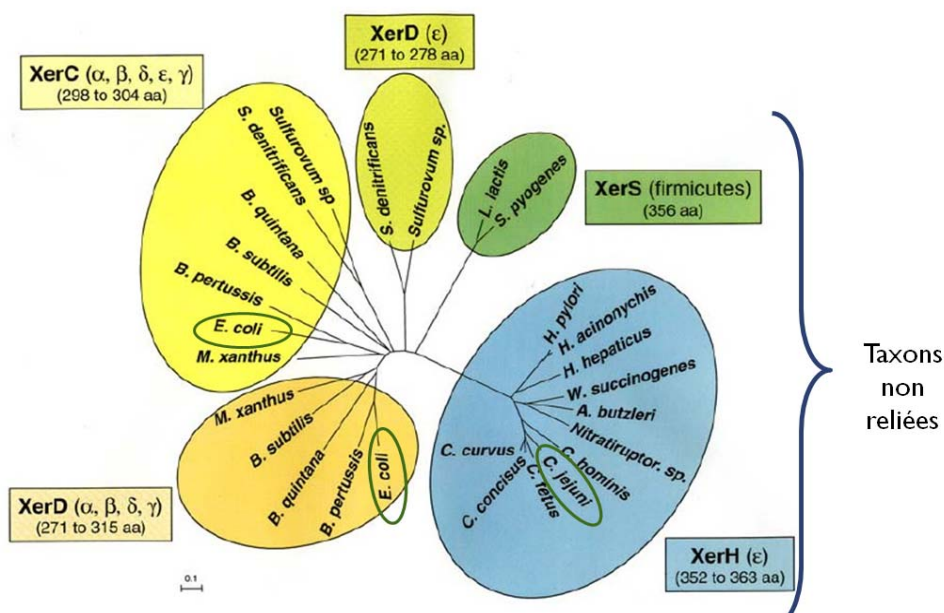 XerD (ε)
(271 to 278 aa)
XerC (α, β, δ, ε, γ)
(298 to 304 aa)
S. denitrificans
Sulfurovum sp
B. quintana
B. subtilis
B. pertussis
E. coli
M. xanthus
S. denitrificans
Sulfurovum sp.
L. lactis
S. pyogenes
XerS (firmicutes)
(356 aa)
H. pylori
H. acinonychis
H. hepaticus
W. succinogenes
A. butzleri
Nitratiruptor. sp.
C. hominis
C. jejuni
C. fetus
C. concisus
C. curvus
M. xanthus
B. subtilis
B. quintana
B. pertussis
E. coli
XerD (α, β, δ, γ)
(271 to 315 aa)
0.1
XerH (ε)
(352 to 363 aa)
Taxons
non
reliées